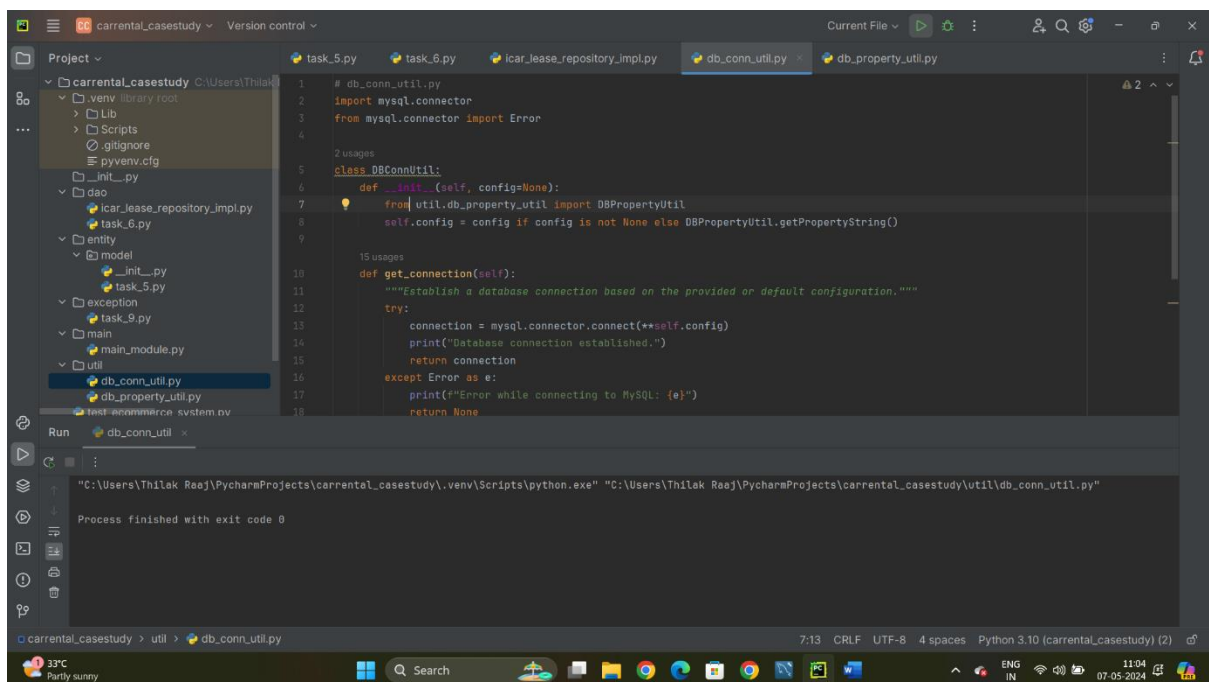 CC carrental_casestudy Version control Current File
Project
task_5.py task_6.py icar_lease_repository_impl.py db_conn_util.py db_property_util.py
carrental_casestudy C:\Users\Thilak
.venv library root
Lib
Scripts
.gitignore
pyvenv.cfg
__init__.py
dao
icar_lease_repository_impl.py
task_6.py
entity
model
__init__.py
task_5.py
exception
task_9.py
main
main_module.py
util
db_conn_util.py
db_property_util.py
test_ecommerce_system.py
2
1 # db_conn_util.py
2 import mysql.connector
3 from mysql.connector import Error
4
2 usages
5 class DBConnUtil:
6 def __init__(self, config=None):
7 from util.db_property_util import DBPropertyUtil
8 self.config = config if config is not None else DBPropertyUtil.getPropertyString()
9
15 usages
10 def get_connection(self):
11 """Establish a database connection based on the provided or default configuration."""
12 try:
13 connection = mysql.connector.connect(**self.config)
14 print("Database connection established.")
15 return connection
16 except Error as e:
17 print(f"Error while connecting to MySQL: {e}")
18 return None
Run db_conn_util
"C:\Users\Thilak Raaj\PycharmProjects\carrental_casestudy\.venv\Scripts\python.exe" "C:\Users\Thilak Raaj\PycharmProjects\carrental_casestudy\util\db_conn_util.py"
Process finished with exit code 0
carrental_casestudy > util > db_conn_util.py 7:13 CRLF UTF-8 4 spaces Python 3.10 (carrental_casestudy) (2)
1 33°C
Partly sunny
Search
ENG
IN
11:04
07-05-2024